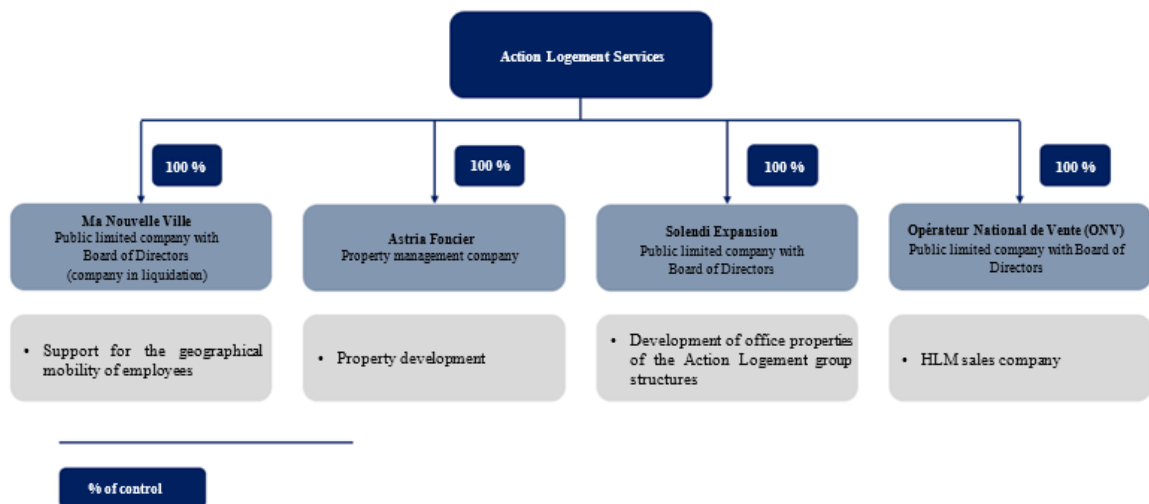 Action Logement Services
100 %
100 %
100 %
100 %
Ma Nouvelle Ville
Public limited company with
Board of Directors
(company in liquidation)
Astria Foncier
Property management company
Solendi Expansion
Public limited company with
Board of Directors
Opérateur National de Vente (ONV)
Public limited company with Board of
Directors
• Support for the geographical
mobility of employees
• Property development
• Development of office properties
of the Action Logement group
structures
• HLM sales company
% of control